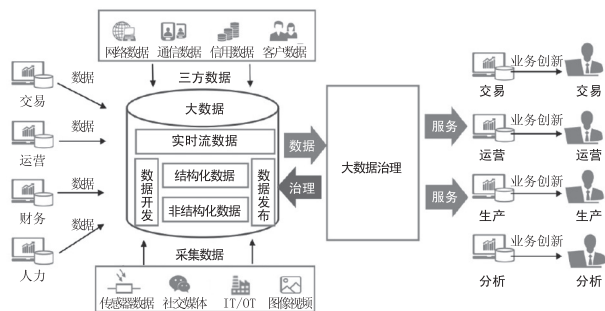 网络数据 通信数据 信用数据 客户数据
三方数据
交易
数据
运营
数据
财务
数据
人力
数据
大数据
实时流数据
数据开发
结构化数据
非结构化数据
数据发布
采集数据
传感器数据 社交媒体 IT/OT 图像视频
数据
治理
大数据治理
服务
服务
交易
业务创新
交易
运营
业务创新
运营
生产
业务创新
生产
分析
业务创新
分析